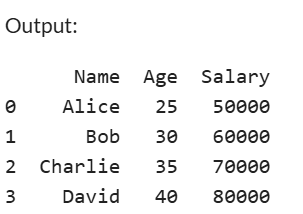 Output:
Name Age Salary
0 Alice 25 50000
1 Bob 30 60000
2 Charlie 35 70000
3 David 40 80000